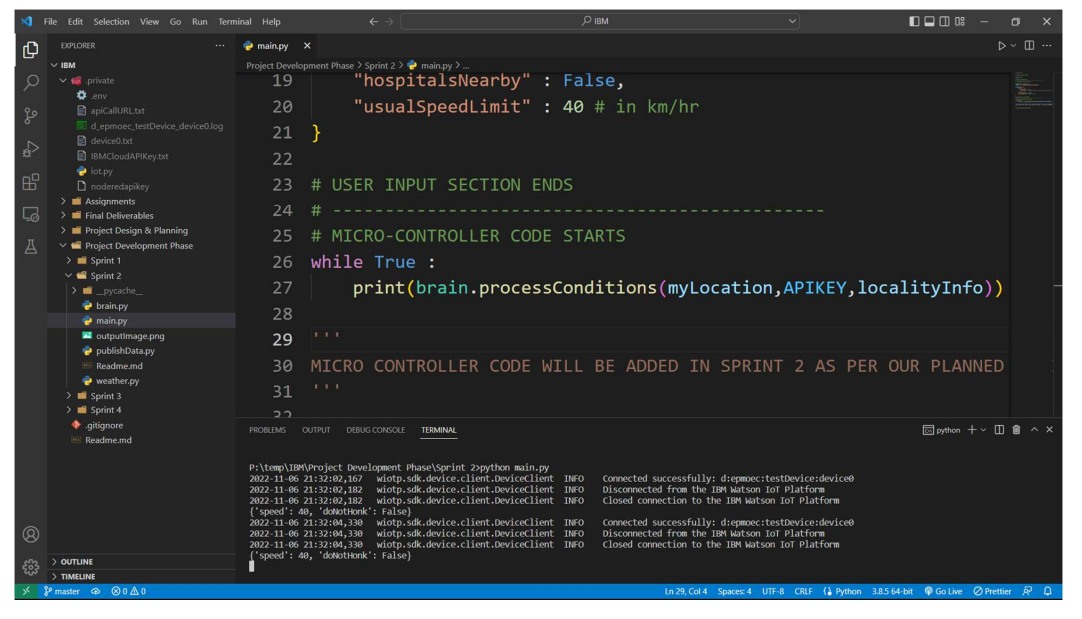 File Edit Selection View Go Run Terminal Help
IBM
EXPLORER
main.py
Project Development Phase > Sprint 2 > main.py > ...
IBM
.private
.env
apiCallURL.txt
d_epmoec_testDevice_device0.log
device0.txt
IBMCloudAPIKey.txt
iot.py
noderedapikey
Assignments
Final Deliverables
Project Design & Planning
Project Development Phase
Sprint 1
Sprint 2
__pycache__
brain.py
main.py
outputImage.png
publishData.py
Readme.md
weather.py
Sprint 3
Sprint 4
.gitignore
Readme.md
OUTLINE
TIMELINE
19 "hospitalsNearby" : False,
20 "usualSpeedLimit" : 40 # in km/hr
21 }
22
23 # USER INPUT SECTION ENDS
24 # -----------------------------------------------
25 # MICRO-CONTROLLER CODE STARTS
26 while True :
27 print(brain.processConditions(myLocation,APIKEY,localityInfo))
28
29 '''
30 MICRO CONTROLLER CODE WILL BE ADDED IN SPRINT 2 AS PER OUR PLANNED
31 '''
32
PROBLEMS OUTPUT DEBUG CONSOLE TERMINAL
python
P:\temp\IBM\Project Development Phase\Sprint 2>python main.py
2022-11-06 21:32:02,167 wiotp.sdk.device.client.DeviceClient INFO Connected successfully: d:epmoec:testDevice:device0
2022-11-06 21:32:02,182 wiotp.sdk.device.client.DeviceClient INFO Disconnected from the IBM Watson IoT Platform
2022-11-06 21:32:02,182 wiotp.sdk.device.client.DeviceClient INFO Closed connection to the IBM Watson IoT Platform
{'speed': 40, 'doNotHonk': False}
2022-11-06 21:32:04,330 wiotp.sdk.device.client.DeviceClient INFO Connected successfully: d:epmoec:testDevice:device0
2022-11-06 21:32:04,330 wiotp.sdk.device.client.DeviceClient INFO Disconnected from the IBM Watson IoT Platform
2022-11-06 21:32:04,330 wiotp.sdk.device.client.DeviceClient INFO Closed connection to the IBM Watson IoT Platform
{'speed': 40, 'doNotHonk': False}
master 0 0 Ln 29, Col 4 Spaces: 4 UTF-8 CRLF Python 3.8.5 64-bit Go Live Prettier